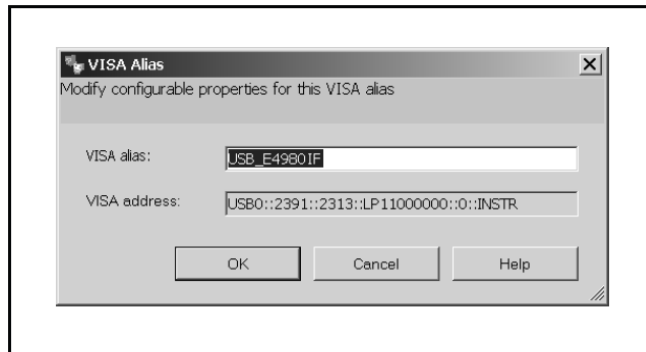 VISA Alias
Modify configurable properties for this VISA alias
VISA alias: USB_E4980IF
VISA address: USB0::2391::2313::LP11000000::0::INSTR
OK Cancel Help